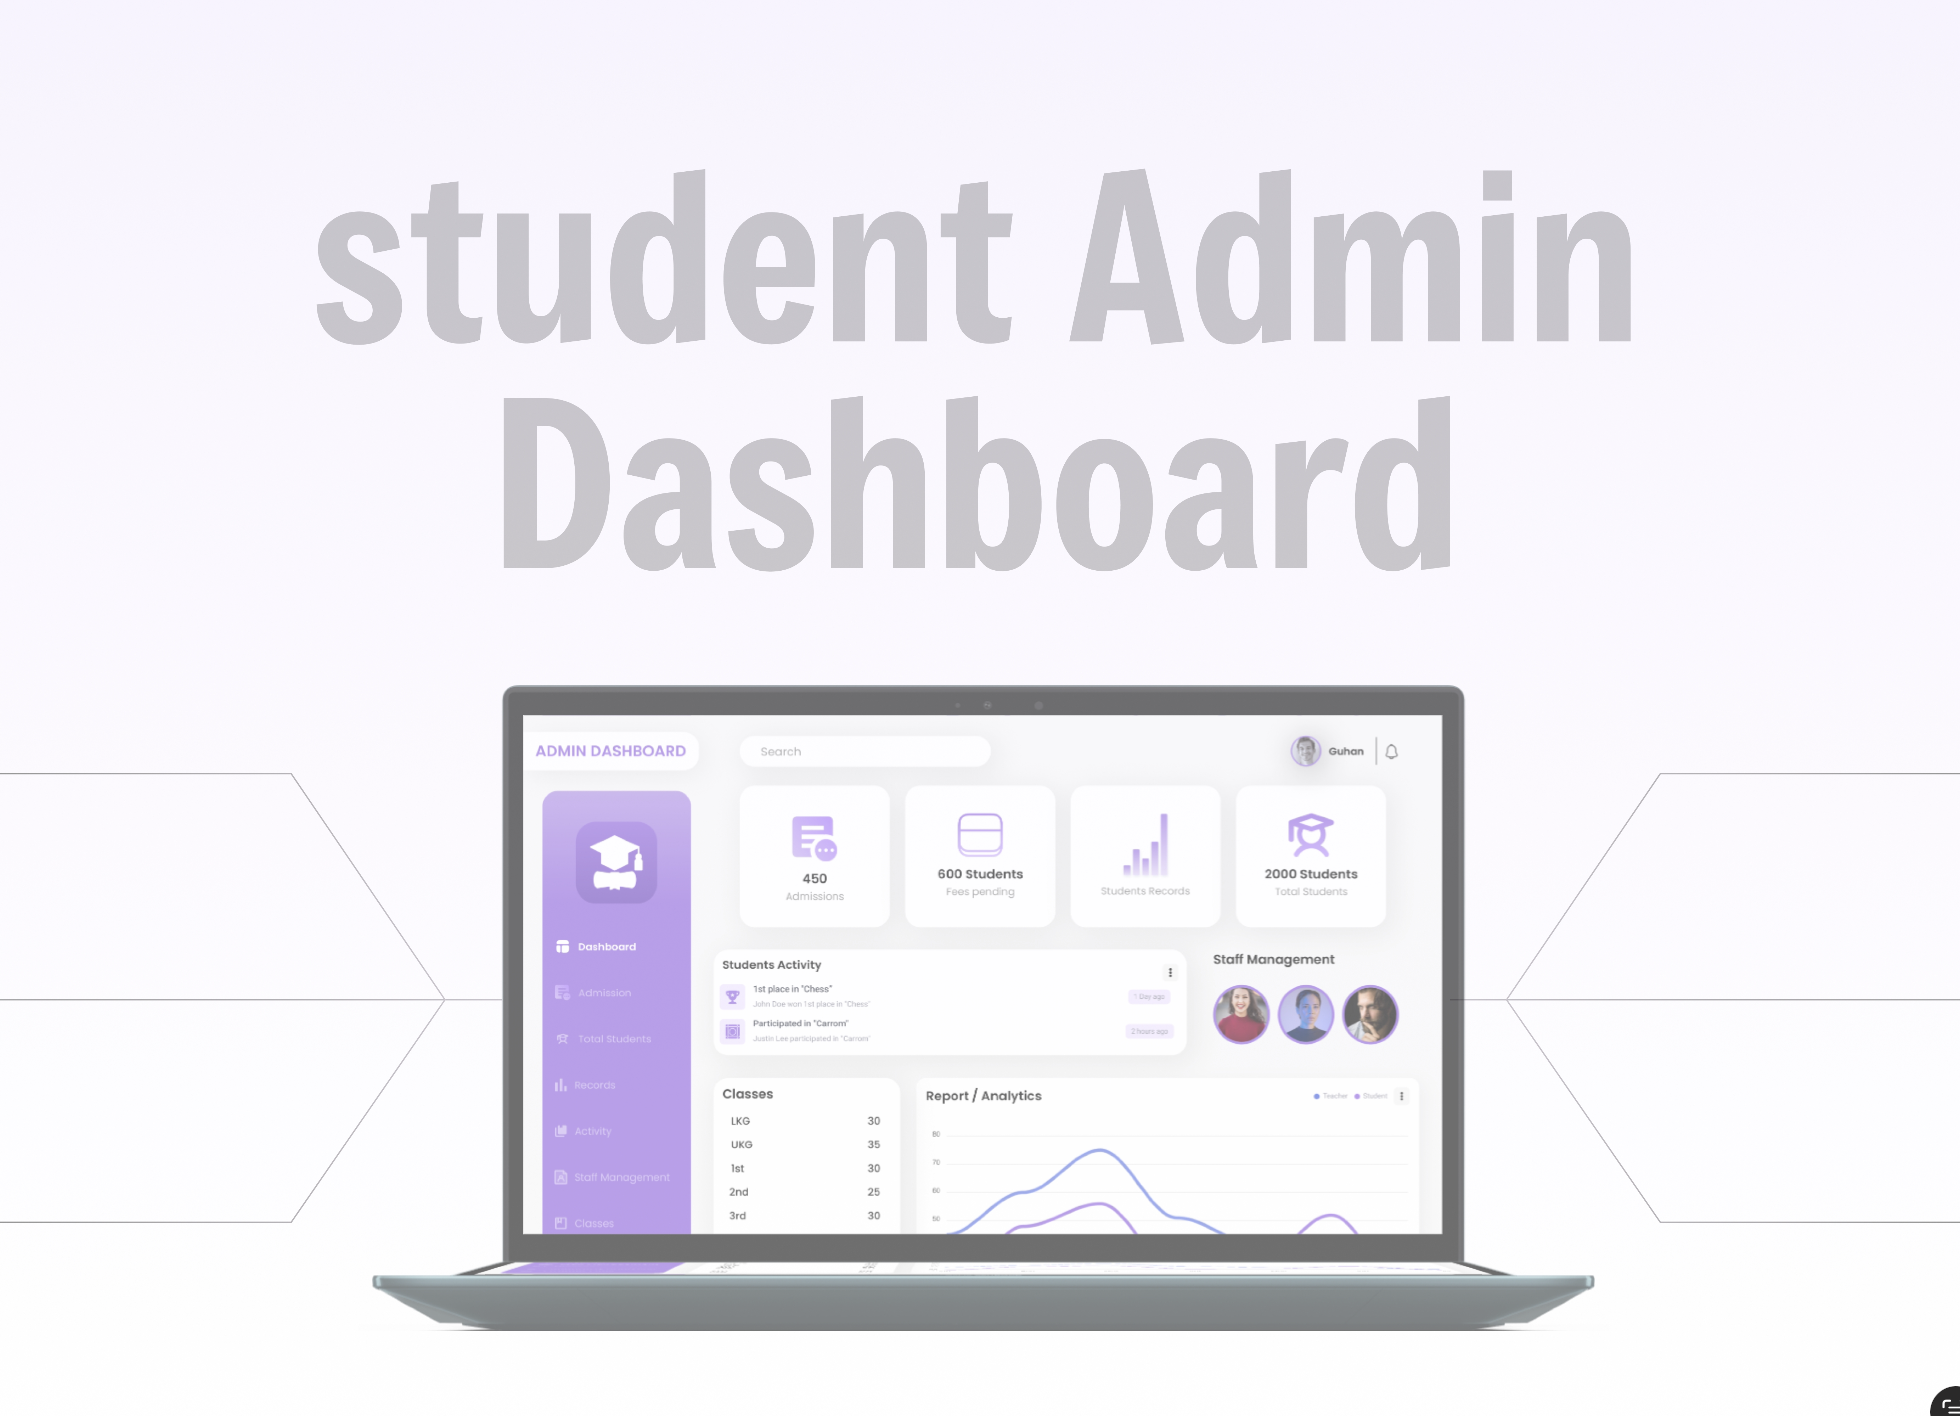 student Admin
Dashboard
ADMIN DASHBOARD
Search
Guhan
450
Admissions
600 Students
Fees pending
Students Records
2000 Students
Total Students
Dashboard
Admission
Total Students
Records
Activity
Staff Management
Classes
Students Activity
1st place in "Chess"
John Doe won 1st place in "Chess"
1 Day ago
Participated in "Carrom"
Justin Lee participated in "Carrom"
2 hours ago
Staff Management
Classes
LKG 30
UKG 35
1st 30
2nd 25
3rd 30
Report / Analytics
Teacher Student
80
70
60
50